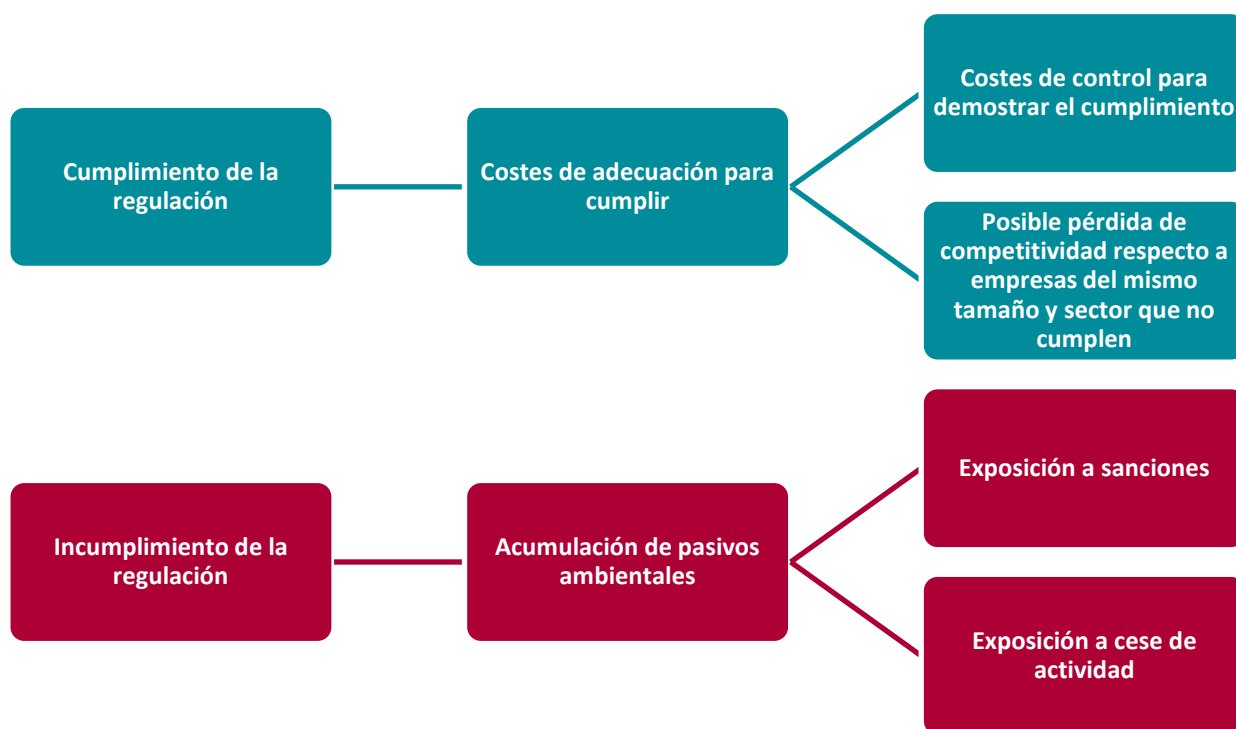 Cumplimiento de la
regulación
Costes de adecuación para
cumplir
Costes de control para
demostrar el cumplimiento
Posible pérdida de
competitividad respecto a
empresas del mismo
tamaño y sector que no
cumplen
Incumplimiento de la
regulación
Acumulación de pasivos
ambientales
Exposición a sanciones
Exposición a cese de
actividad